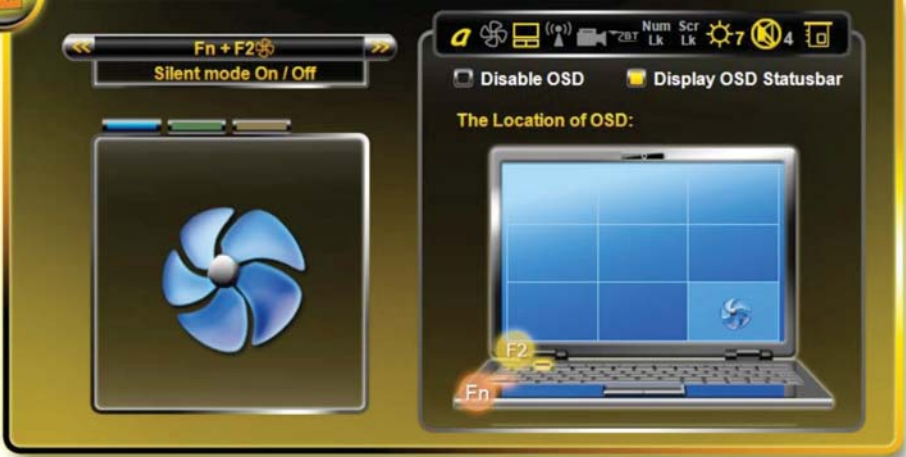 Fn + F2
Silent mode On / Off
a
ZBT
Num Lk
Scr Lk
7
4
Disable OSD
Display OSD Statusbar
The Location of OSD:
F2
Fn